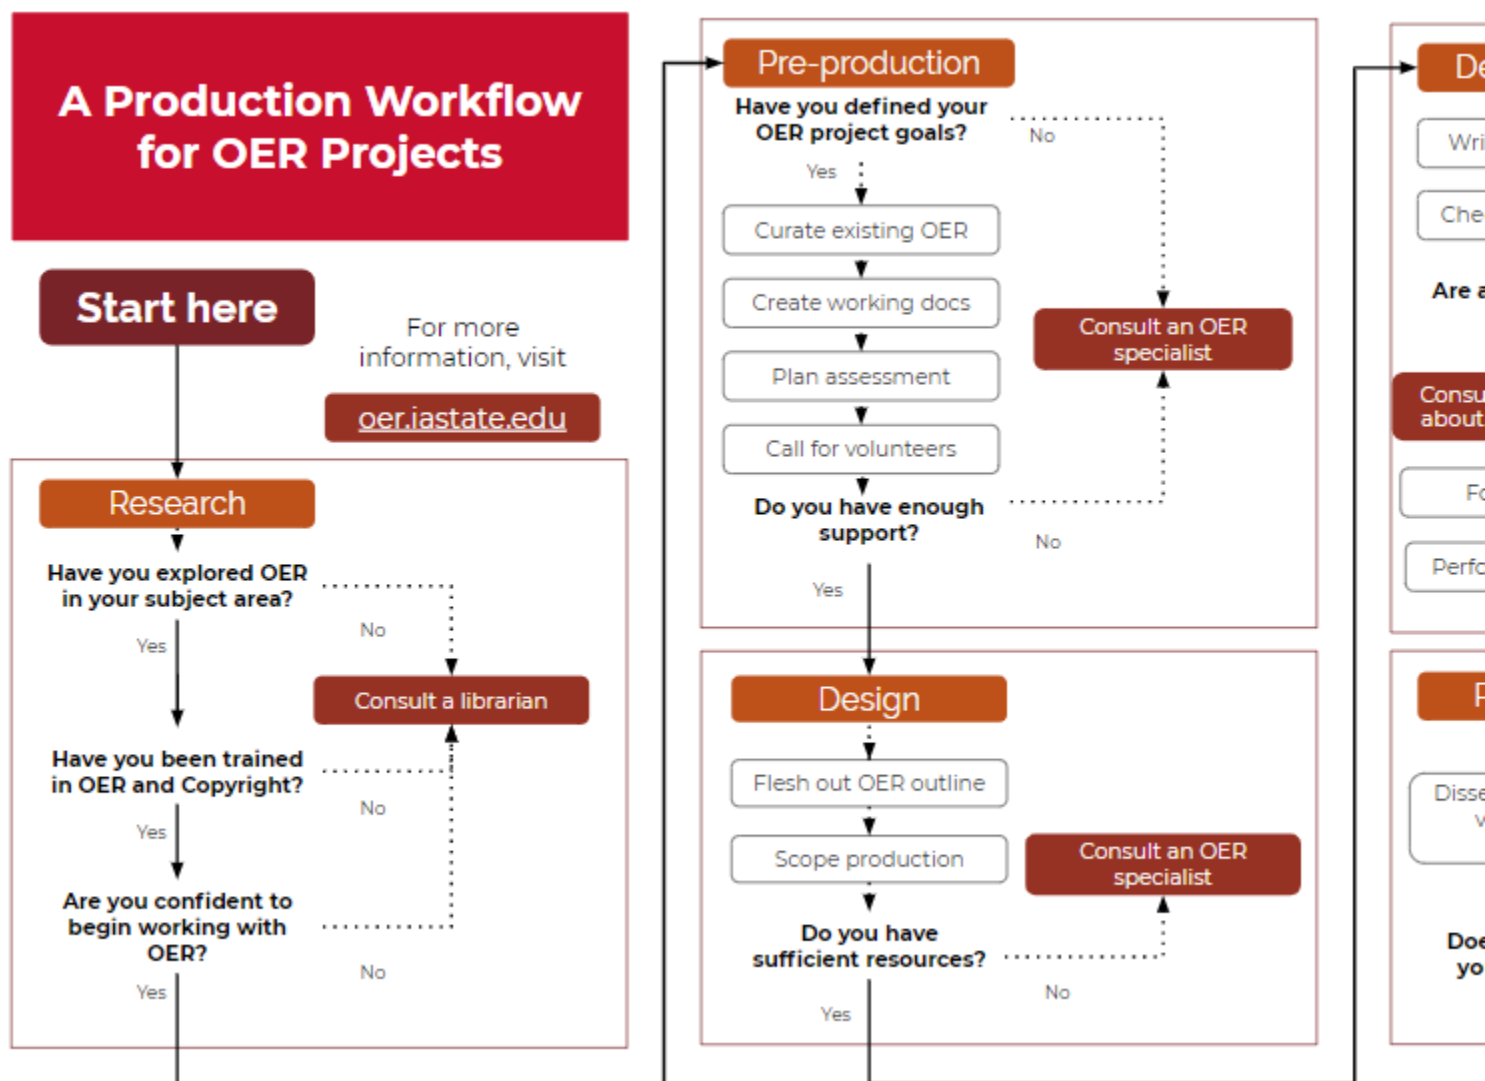 A Production Workflow
for OER Projects
Start here
For more
information, visit
oer.iastate.edu
Research
Have you explored OER
in your subject area?
No
Yes
Consult a librarian
Have you been trained
in OER and Copyright?
No
Yes
Are you confident to
begin working with
OER?
No
Yes
Pre-production
Have you defined your
OER project goals?
No
Yes
Curate existing OER
Create working docs
Consult an OER
specialist
Plan assessment
Call for volunteers
Do you have enough
support?
No
Yes
Design
Flesh out OER outline
Scope production
Consult an OER
specialist
Do you have
sufficient resources?
No
Yes
Are
about